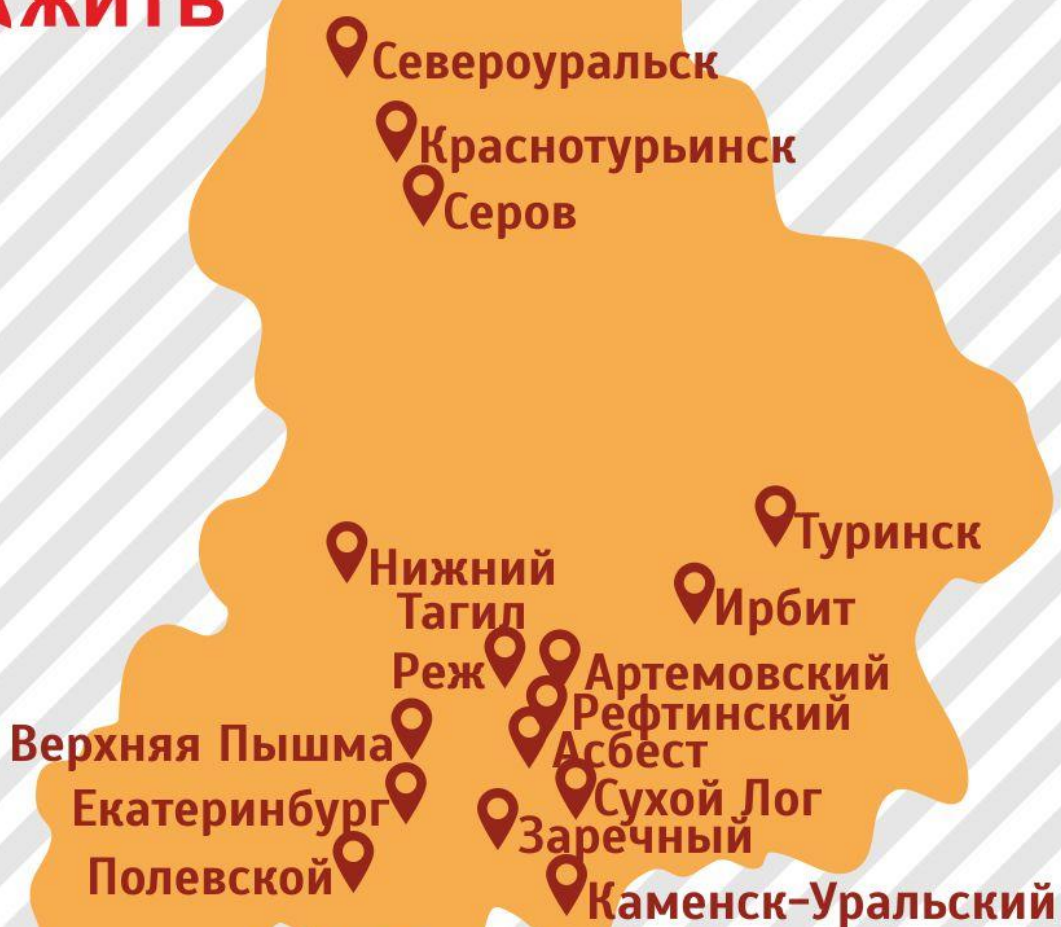 Североуральск
Краснотурьинск
Серов
Туринск
Нижний
Тагил
Ирбит
Реж
Артемовский
Рефтинский
Верхняя Пышма
Асбест
Екатеринбург
Сухой Лог
Заречный
Полевской
Каменск-Уральский